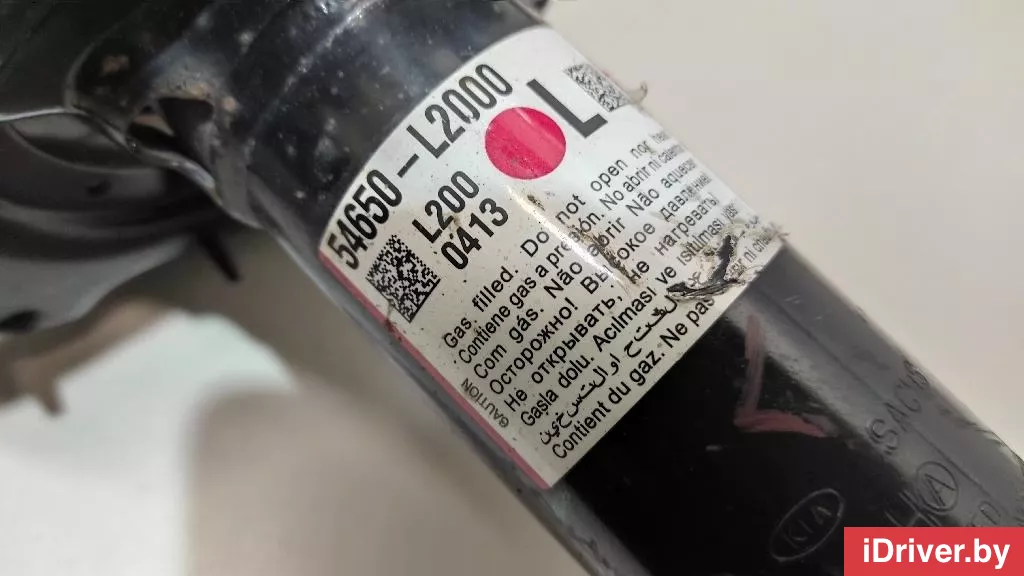 54650-L2000
L
L200
0413
CAUTION
Gas filled. Do not open nor
Contiene gas a presión. No abrir ni
Com gás. Não abrir Não aquecer
Осторожно! Высокое давление!
Не открывать, Не нагревать!
Gasla dolu. Acilmasi ve isitilmasi
Contient du gaz. Ne pas
KIA
iDriver.by